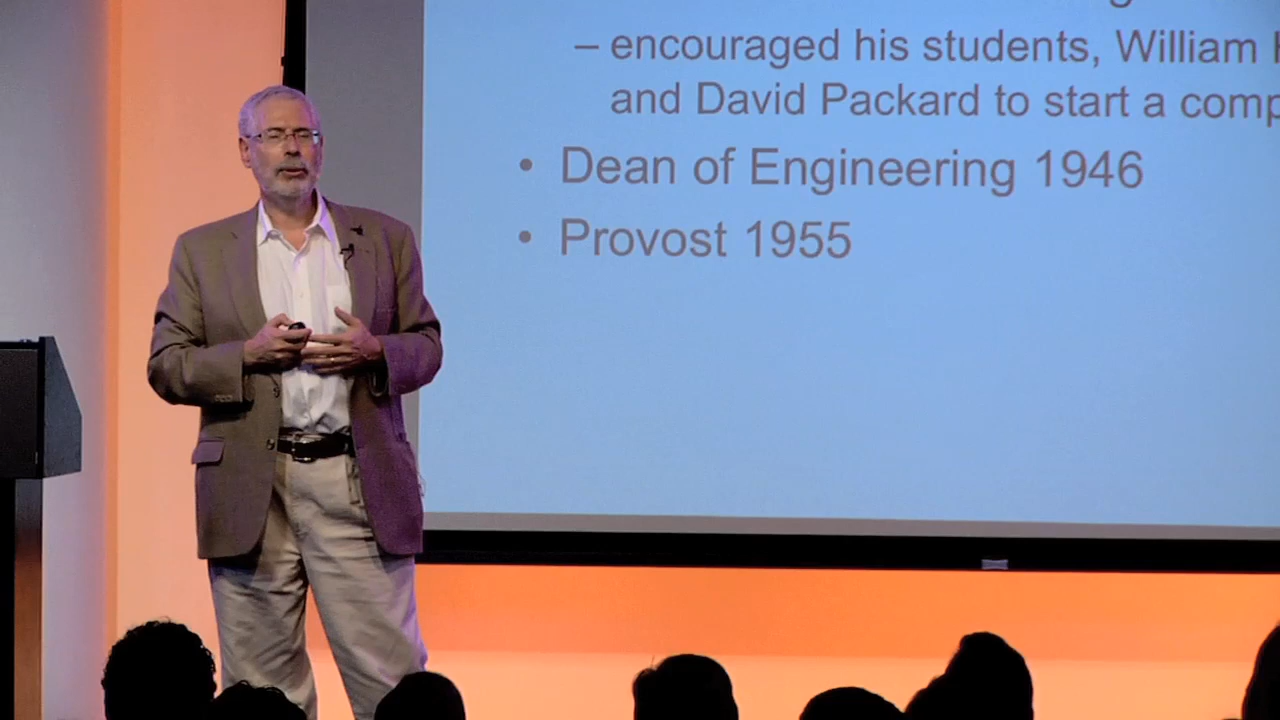 – encouraged his students, William
and David Packard to start a comp
• Dean of Engineering 1946
• Provost 1955